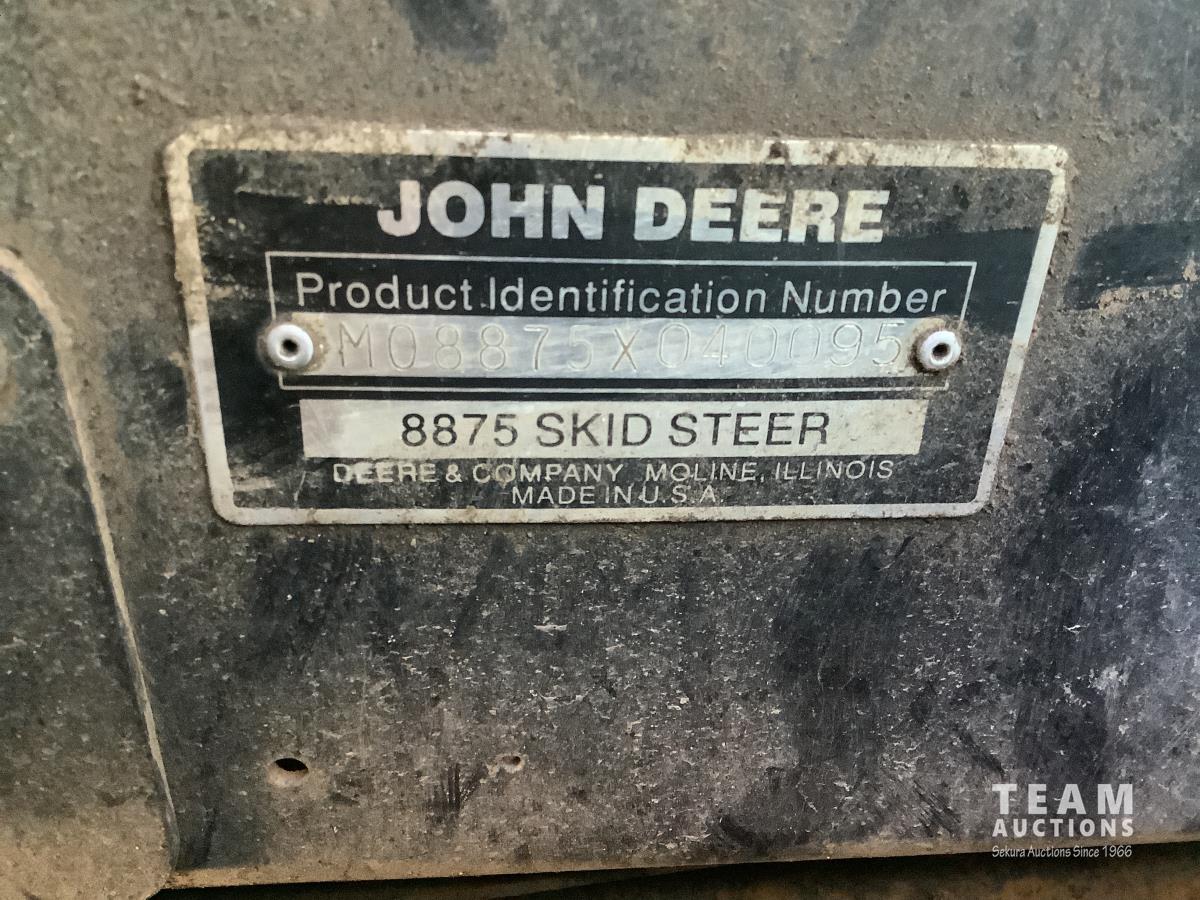 JOHN DEERE
Product Identification Number
M08875X040095
8875 SKID STEER
DEERE & COMPANY MOLINE, ILLINOIS
MADE IN U.S.A
TEAM
AUCTIONS
Sekura Auctions Since 1966